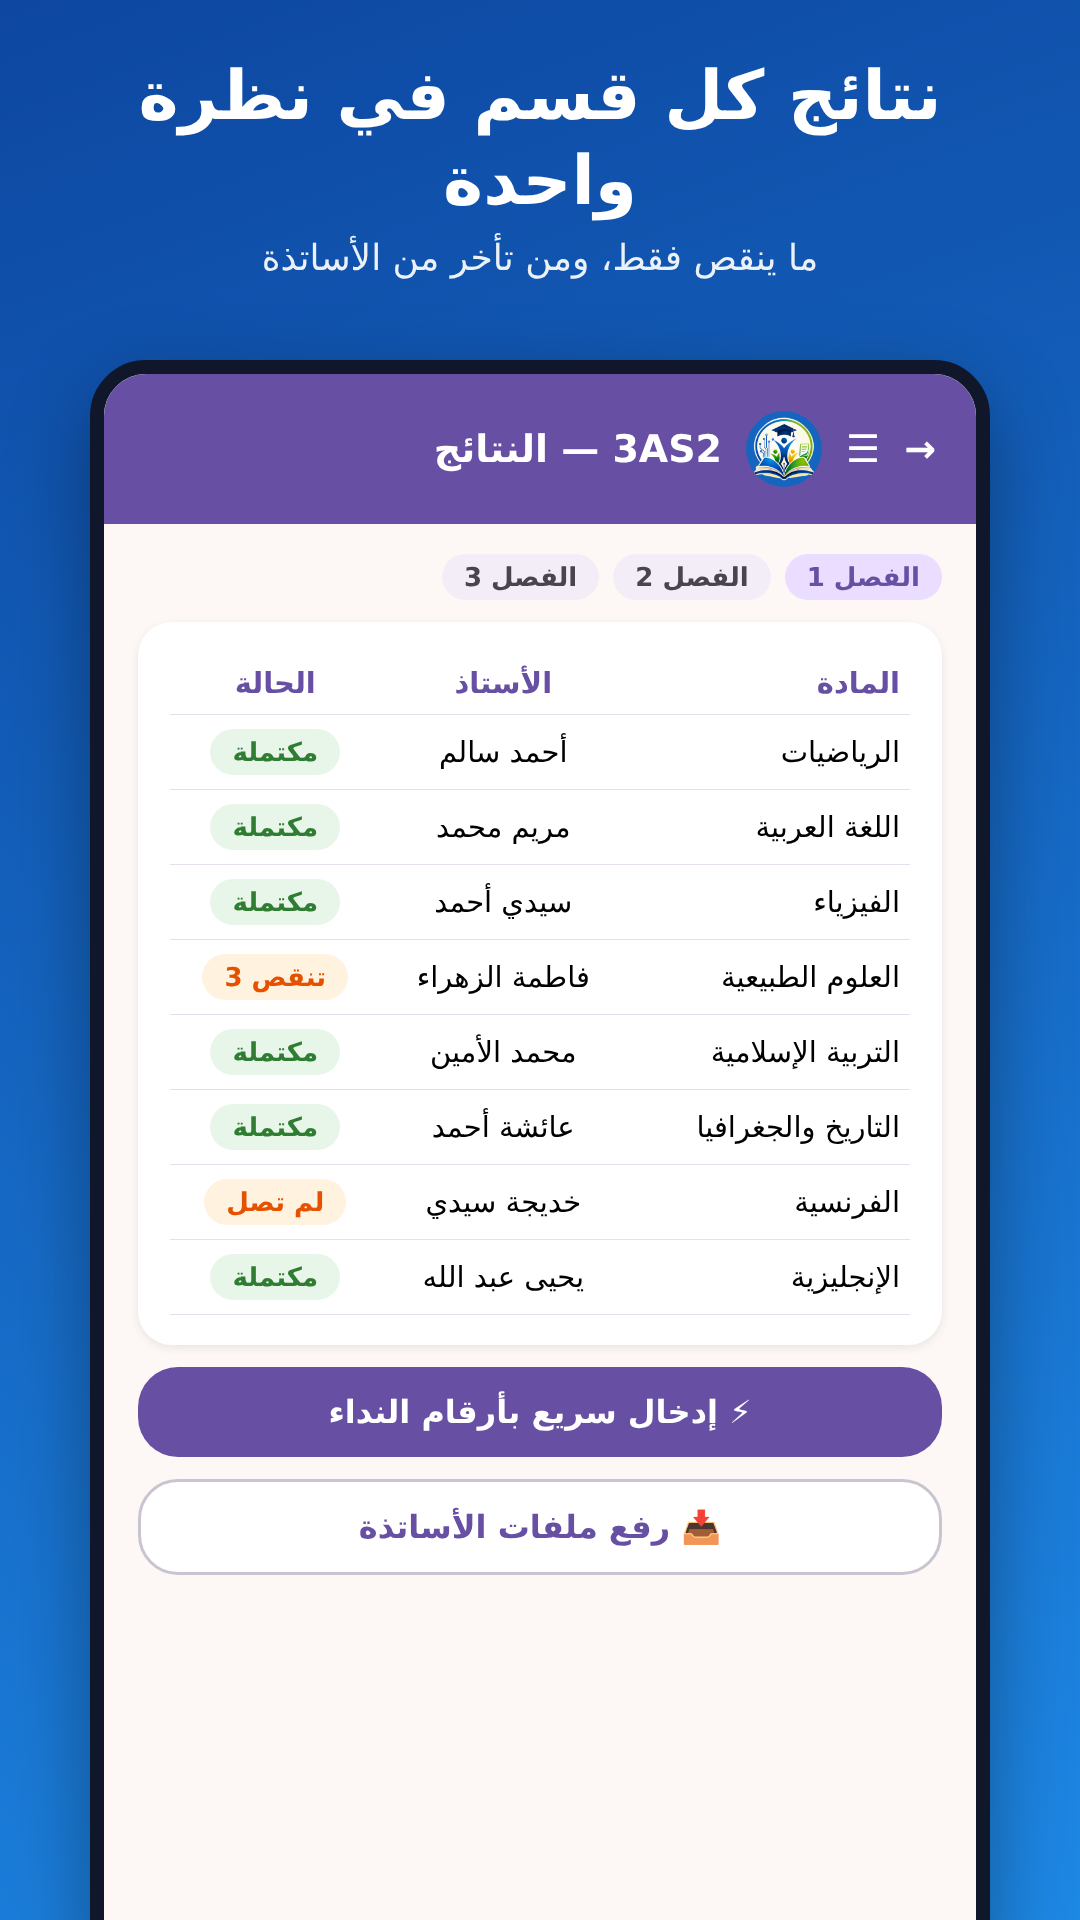 نتائج كل قسم في نظرة
واحدة
ما ينقص فقط، ومن تأخر من الأساتذة
→ ☰ 3AS2 — النتائج
الفصل 1 الفصل 2 الفصل 3
المادة الأستاذ الحالة
الرياضيات أحمد سالم مكتملة
اللغة العربية مريم محمد مكتملة
الفيزياء سيدي أحمد مكتملة
العلوم الطبيعية فاطمة الزهراء تنقص 3
التربية الإسلامية محمد الأمين مكتملة
التاريخ والجغرافيا عائشة أحمد مكتملة
الفرنسية خديجة سيدي لم تصل
الإنجليزية يحيى عبد الله مكتملة
⚡ إدخال سريع بأرقام النداء
📥 رفع ملفات الأساتذة